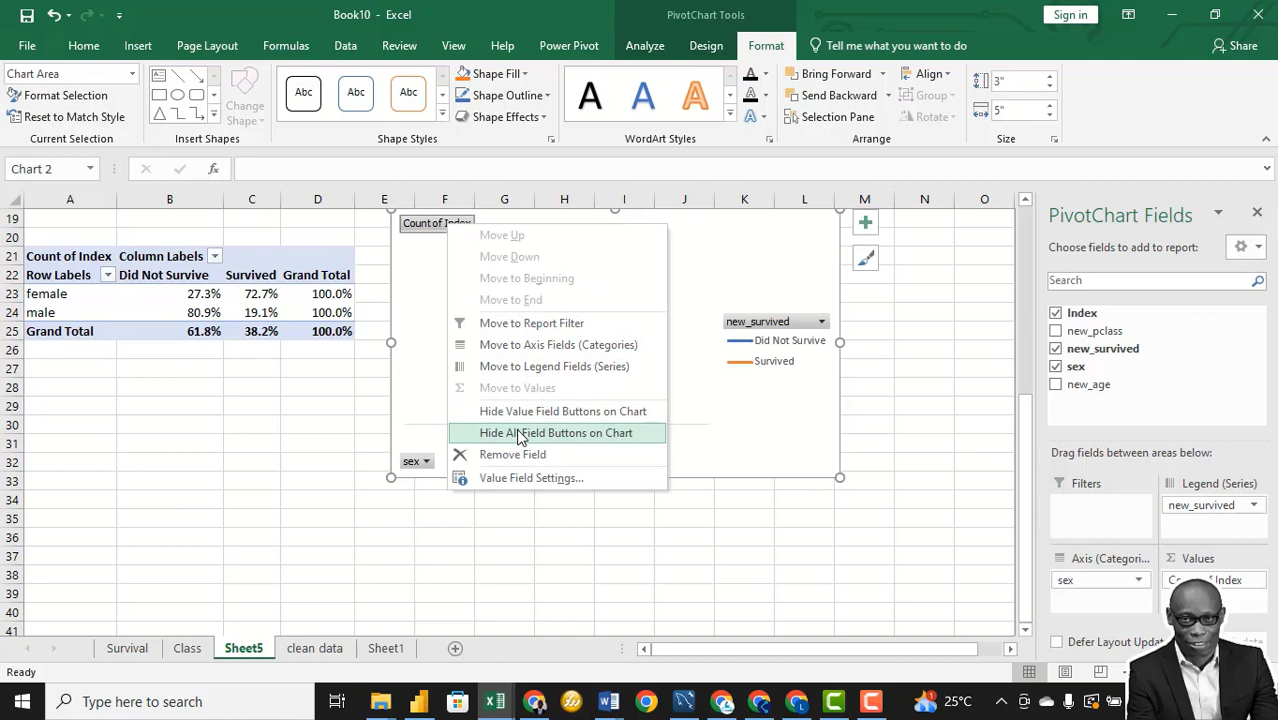 Book10 - Excel
PivotChart Tools
Sign in
File
Home
Insert
Page Layout
Formulas
Data
Review
View
Help
Power Pivot
Analyze
Design
Format
Tell me what you want to do
Share
Chart Area
Format Selection
Reset to Match Style
Current Selection
Change
Shape
Insert Shapes
Abc
Abc
Abc
Shape Fill
Shape Outline
Shape Effects
Shape Styles
A
A
A
WordArt Styles
Bring Forward
Send Backward
Selection Pane
Align
Group
Rotate
Arrange
3"
5"
Size
Chart 2
fx
A B C D E F G H I J K L M N O
19
20
21 Count of Index Column Labels
22 Row Labels Did Not Survive Survived Grand Total
23 female 27.3% 72.7% 100.0%
24 male 80.9% 19.1% 100.0%
25 Grand Total 61.8% 38.2% 100.0%
26
27
28
29
30
31
32
33
34
35
36
37
38
39
40
41
Count of Index
Move Up
Move Down
Move to Beginning
Move to End
Move to Report Filter
Move to Axis Fields (Categories)
Move to Legend Fields (Series)
Move to Values
Hide Value Field Buttons on Chart
Hide All Field Buttons on Chart
Remove Field
Value Field Settings...
new_survived
Did Not Survive
Survived
sex
PivotChart Fields
Choose fields to add to report:
Search
Index
new_pclass
new_survived
sex
new_age
Drag fields between areas below:
Filters
Legend (Series)
new_survived
Axis (Categori...
sex
Values
Index
Defer Layout
Survival
Class
Sheet5
clean data
Sheet1
Ready
Type here to search
25°C